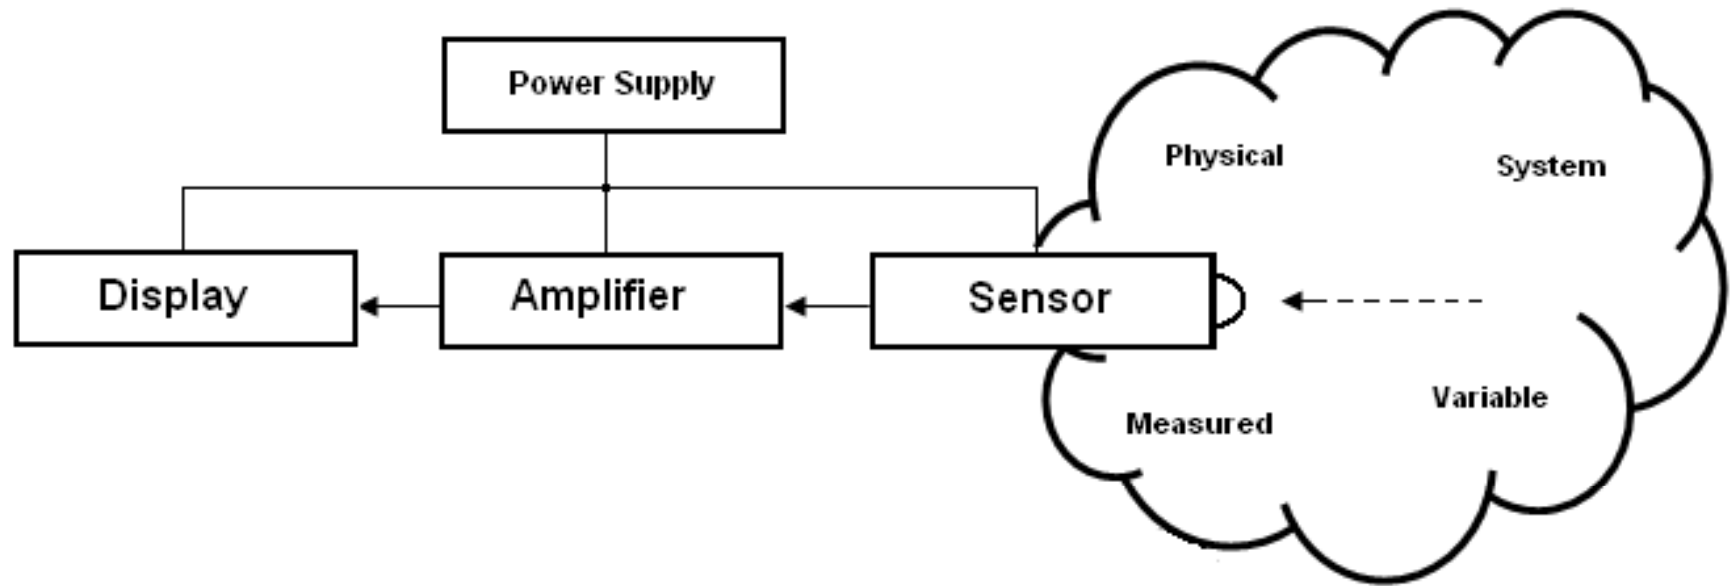 Power Supply
Physical
System
Display
Amplifier
Sensor
Variable
Measured